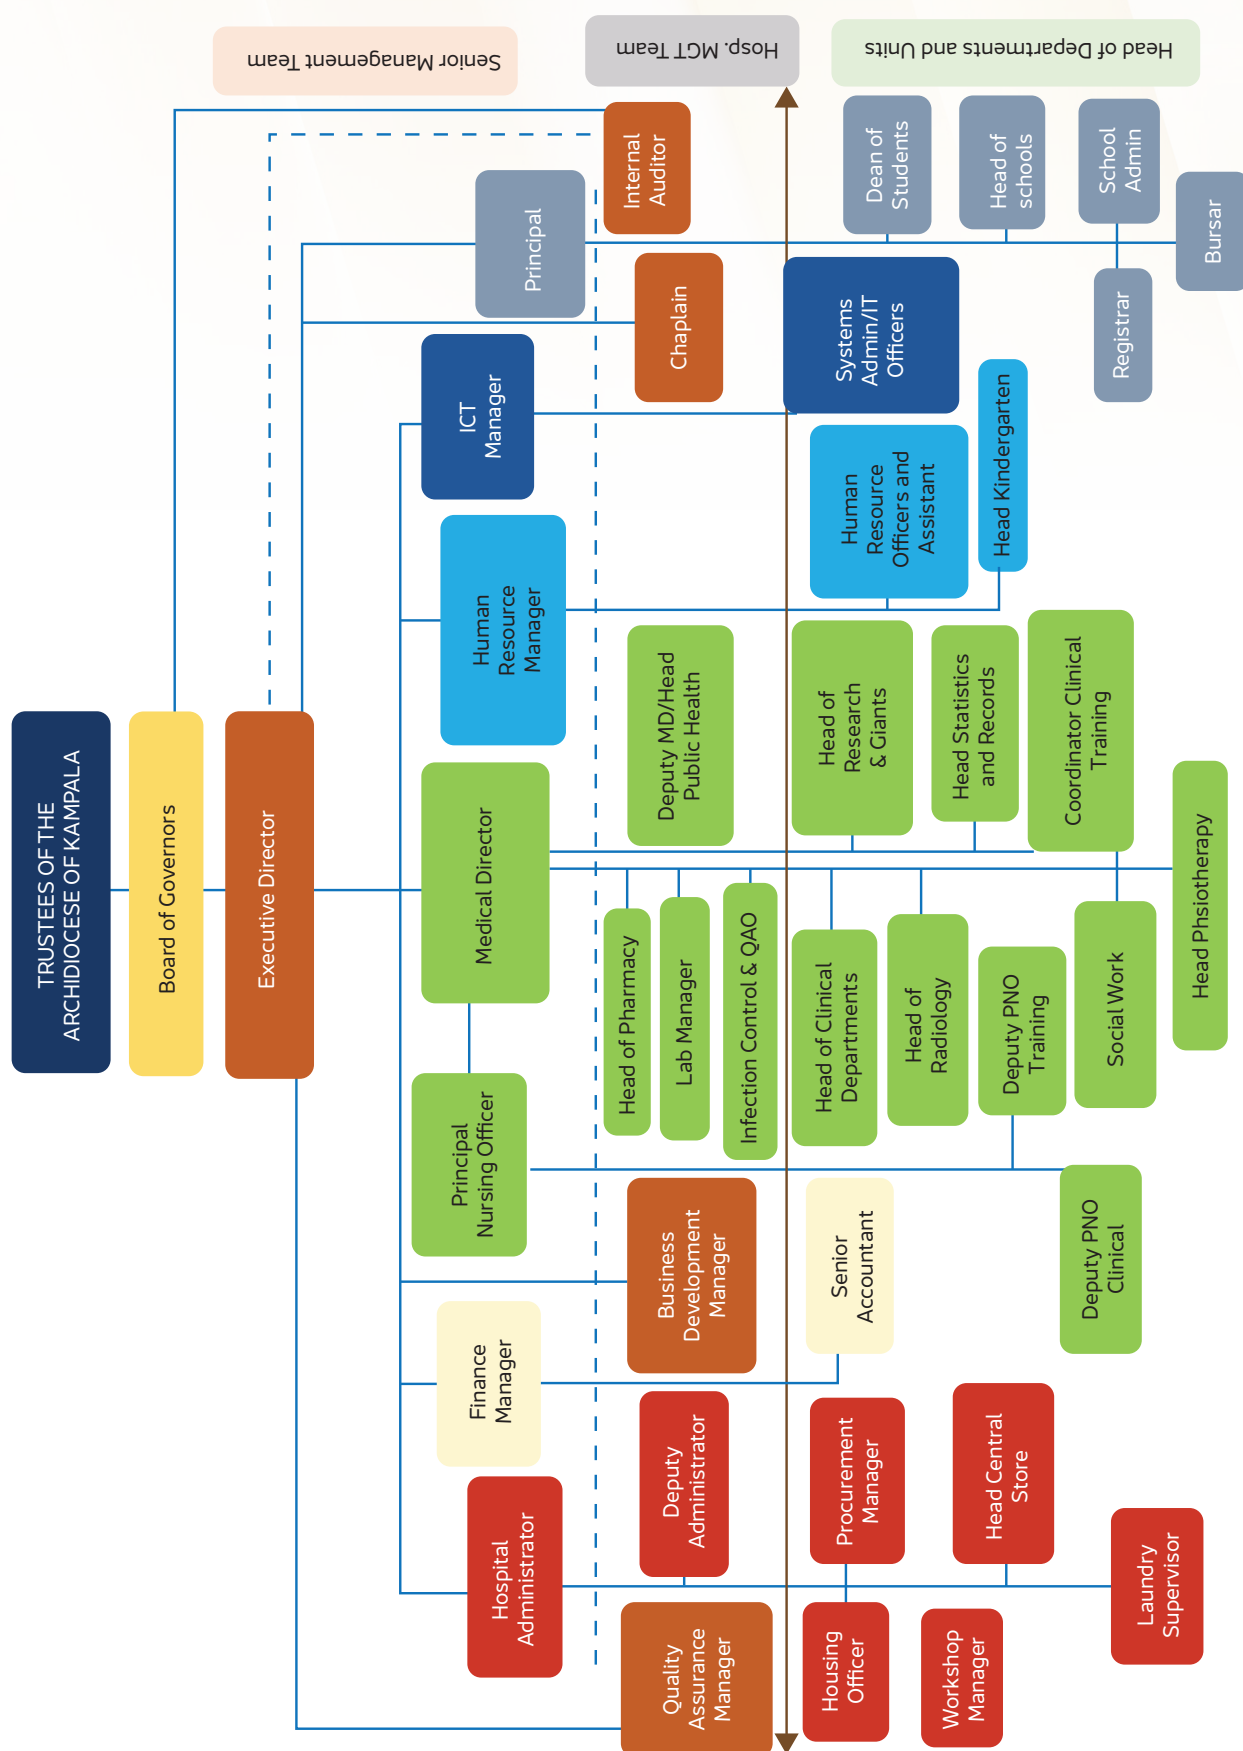 TRUSTEES OF THE
ARCHIDIOCESE OF KAMPALA
Board of Governors
Executive Director
Senior Management Team
Hospital
Administrator
Finance
Manager
Principal
Nursing Officer
Medical Director
Human
Resource
Manager
ICT
Manager
Principal
Hosp. MGT Team
Quality
Assurance
Manager
Deputy
Administrator
Business
Development
Manager
Head of Pharmacy
Lab Manager
Infection Control & QAO
Deputy MD/Head
Public Health
Chaplain
Internal
Auditor
Head of Departments and Units
Housing
Officer
Procurement
Manager
Senior
Accountant
Head of Clinical
Departments
Head of
Research
& Giants
Human
Resource
Officers and
Assistant
Systems
Admin/IT
Officers
Dean of
Students
Workshop
Manager
Head Central
Store
Head of
Radiology
Deputy PNO
Training
Head Statistics
and Records
Head Kindergarten
Head of
schools
Laundry
Supervisor
Deputy PNO
Clinical
Social Work
Coordinator Clinical
Training
Registrar
School
Admin
Head Phsiotherapy
Bursar